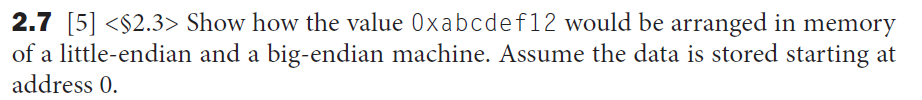 2.7 [5] <§2.3> Show how the value 0xabcdef12 would be arranged in memory
of a little-endian and a big-endian machine. Assume the data is stored starting at
address 0.